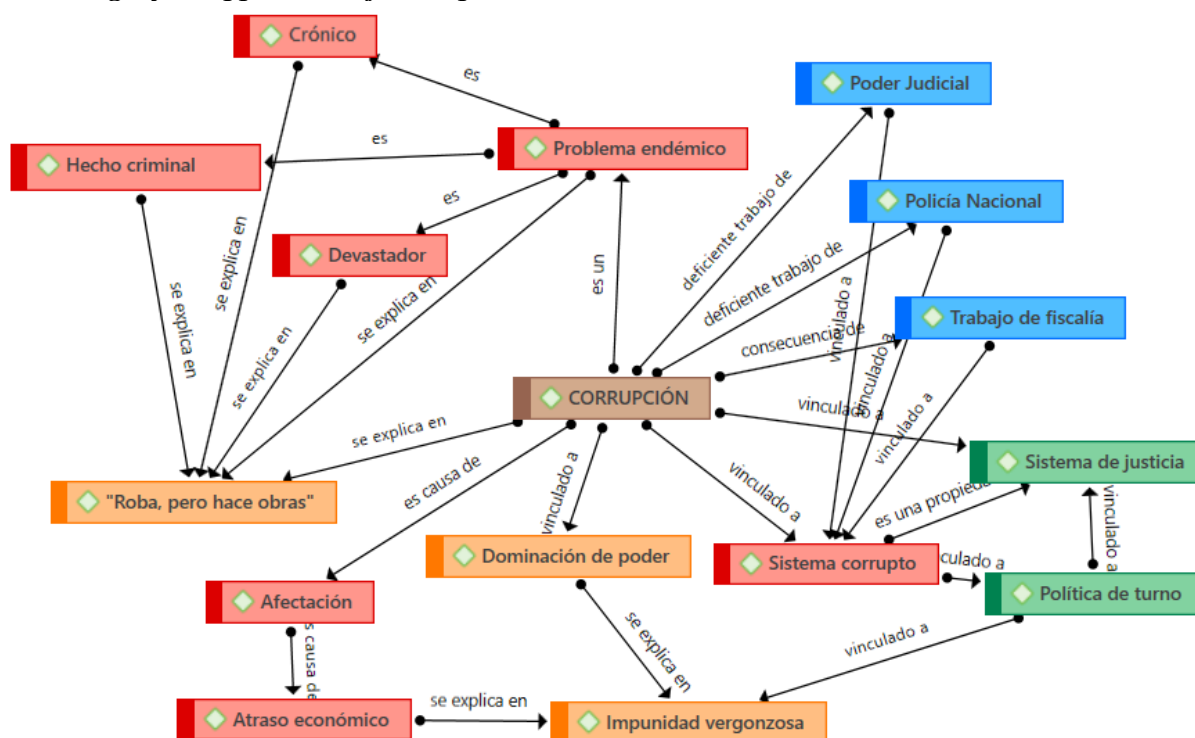 Crónico
es
Poder Judicial
es
Problema endémico
Hecho criminal
es
deficiente trabajo de
Policía Nacional
se explica en
Devastador
se explica en
se explica en
es un
deficiente trabajo de
vinculado a
Trabajo de fiscalía
se explica en
consecuencia de
vinculado a
CORRUPCIÓN
vinculado a
vinculado a
se explica en
Sistema de justicia
es causa de
vinculado a
vinculado a
es una propieda
vinculado a
"Roba, pero hace obras"
Dominación de poder
Sistema corrupto
culado a
Política de turno
Afectación
s causa de
se explica en
vinculado a
Atraso económico
se explica en
Impunidad vergonzosa